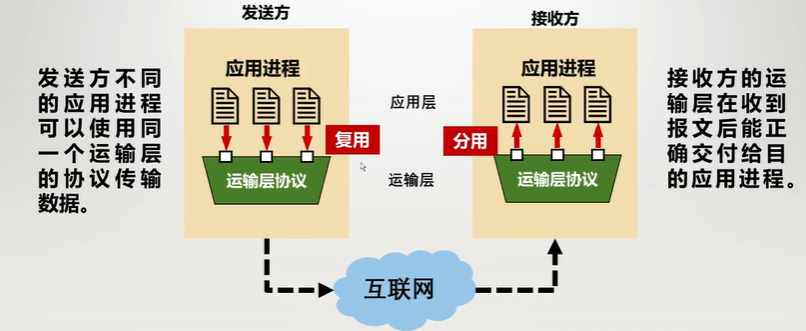 发送方
接收方
发送方不同
的应用进程
可以使用同
一个运输层
的协议传输
数据。
应用进程
复用
运输层协议
应用层
运输层
应用进程
分用
运输层协议
接收方的运
输层在收到
报文后能正
确交付给目
的应用进程。
互联网